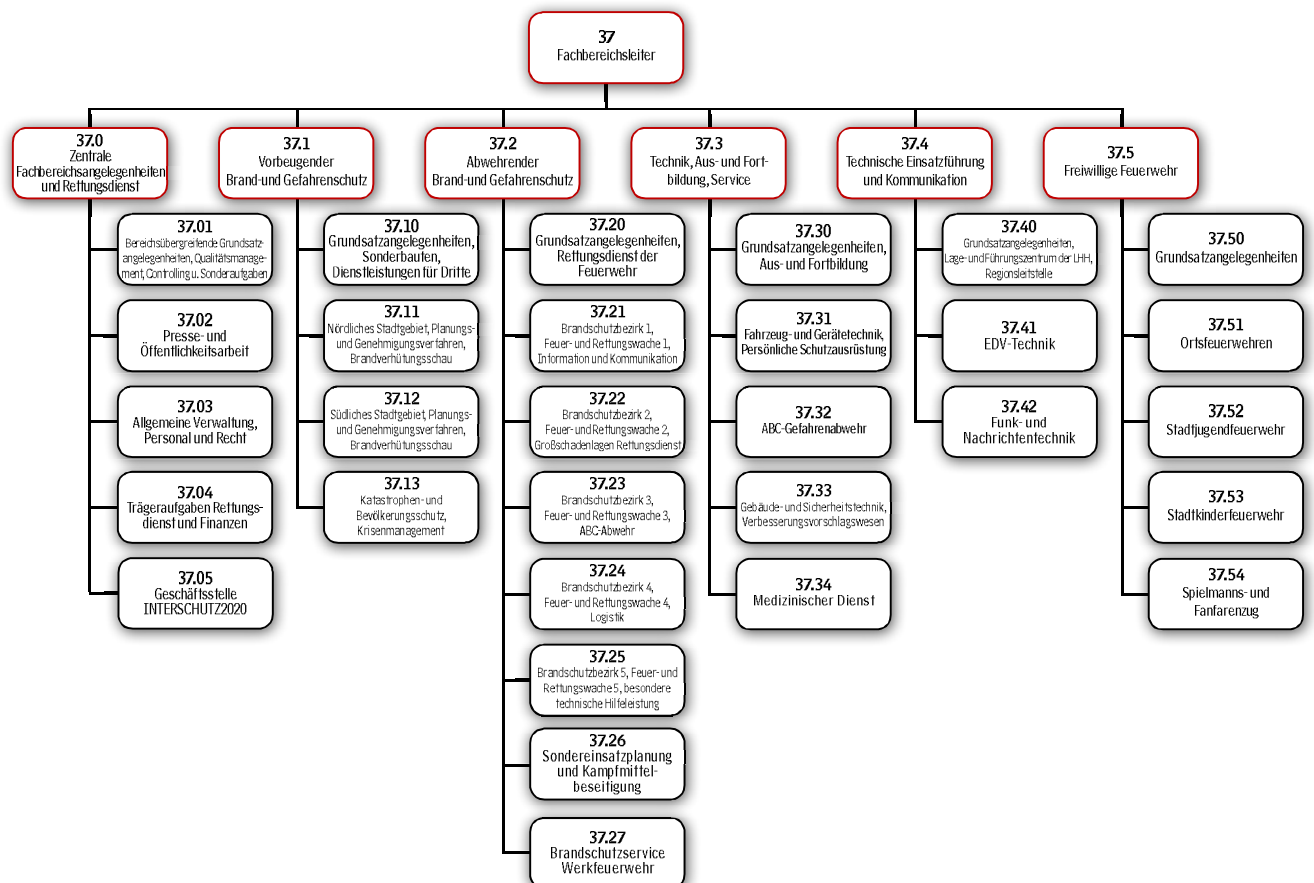 37
Fachbereichsleiter
37.0
Zentrale
Fachbereichsangelegenheiten
und Rettungsdienst
37.01
Bereichsübergreifende Grundsatz-
angelegenheiten, Qualitätsmanage-
ment, Controlling u. Sonderaufgaben
37.02
Presse- und
Öffentlichkeitsarbeit
37.03
Allgemeine Verwaltung,
Personal und Recht
37.04
Trägeraufgaben Rettungs-
dienst und Finanzen
37.05
Geschäftsstelle
INTERSCHUTZ2020
37.1
Vorbeugender
Brand-und Gefahrenschutz
37.10
Grundsatzangelegenheiten,
Sonderbauten,
Dienstleistungen für Dritte
37.11
Nördliches Stadtgebiet, Planungs-
und Genehmigungsverfahren,
Brandverhütungsschau
37.12
Südliches Stadtgebiet, Planungs-
und Genehmigungsverfahren,
Brandverhütungsschau
37.13
Katastrophen- und
Bevölkerungsschutz,
Krisenmanagement
37.2
Abwehrender
Brand-und Gefahrenschutz
37.20
Grundsatzangelegenheiten,
Rettungsdienst der
Feuerwehr
37.21
Brandschutzbezirk 1,
Feuer- und Rettungswache 1,
Information und Kommunikation
37.22
Brandschutzbezirk 2,
Feuer- und Rettungswache 2,
Großschadenlagen Rettungsdienst
37.23
Brandschutzbezirk 3,
Feuer- und Rettungswache 3,
ABC-Abwehr
37.24
Brandschutzbezirk 4,
Feuer- und Rettungswache 4,
Logistik
37.25
Brandschutzbezirk 5, Feuer- und
Rettungswache 5, besondere
technische Hilfeleistung
37.26
Sondereinsatzplanung
und Kampfmittel-
beseitigung
37.27
Brandschutzservice
Werkfeuerwehr
37.3
Technik, Aus- und Fort-
bildung, Service
37.30
Grundsatzangelegenheiten,
Aus- und Fortbildung
37.31
Fahrzeug- und Gerätetechnik,
Persönliche Schutzausrüstung
37.32
ABC-Gefahrenabwehr
37.33
Gebäude- und Sicherheitstechnik,
Verbesserungsvorschlagswesen
37.34
Medizinischer Dienst
37.4
Technische Einsatzführung
und Kommunikation
37.40
Grundsatzangelegenheiten,
Lage- und Führungszentrum der LHH,
Regionsleitstelle
37.41
EDV-Technik
37.42
Funk- und
Nachrichtentechnik
37.5
Freiwillige Feuerwehr
37.50
Grundsatzangelegenheiten
37.51
Ortsfeuerwehren
37.52
Stadtjugendfeuerwehr
37.53
Stadtkinderfeuerwehr
37.54
Spielmanns- und
Fanfarenzug